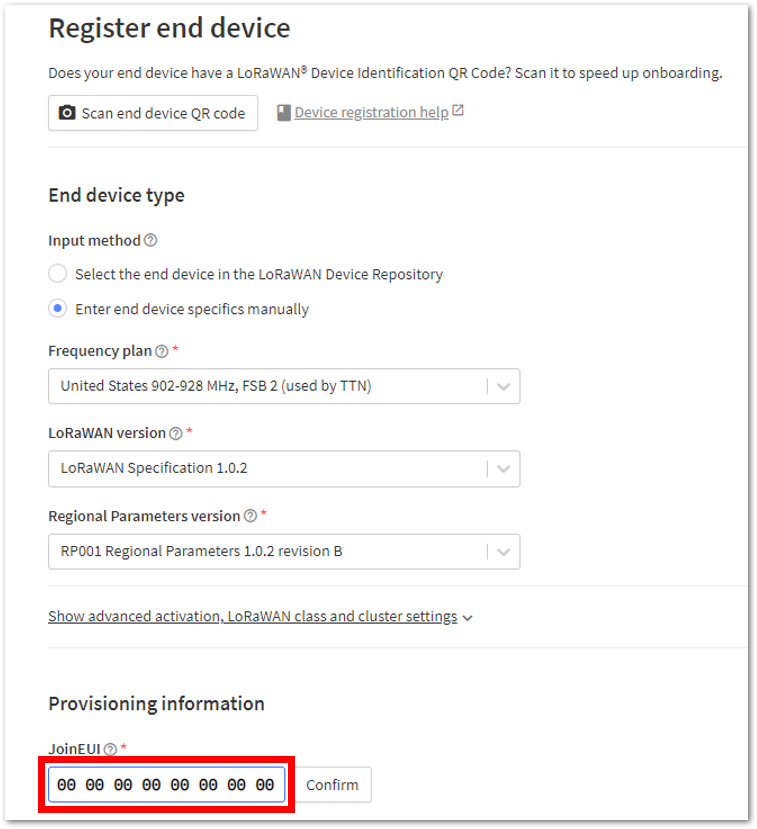 Register end device
Does your end device have a LoRaWAN® Device Identification QR Code? Scan it to speed up onboarding.
Scan end device QR code
Device registration help
End device type
Input method
Select the end device in the LoRaWAN Device Repository
Enter end device specifics manually
Frequency plan *
United States 902-928 MHz, FSB 2 (used by TTN)
LoRaWAN version *
LoRaWAN Specification 1.0.2
Regional Parameters version *
RP001 Regional Parameters 1.0.2 revision B
Show advanced activation, LoRaWAN class and cluster settings
Provisioning information
JoinEUI *
00 00 00 00 00 00 00 00
Confirm